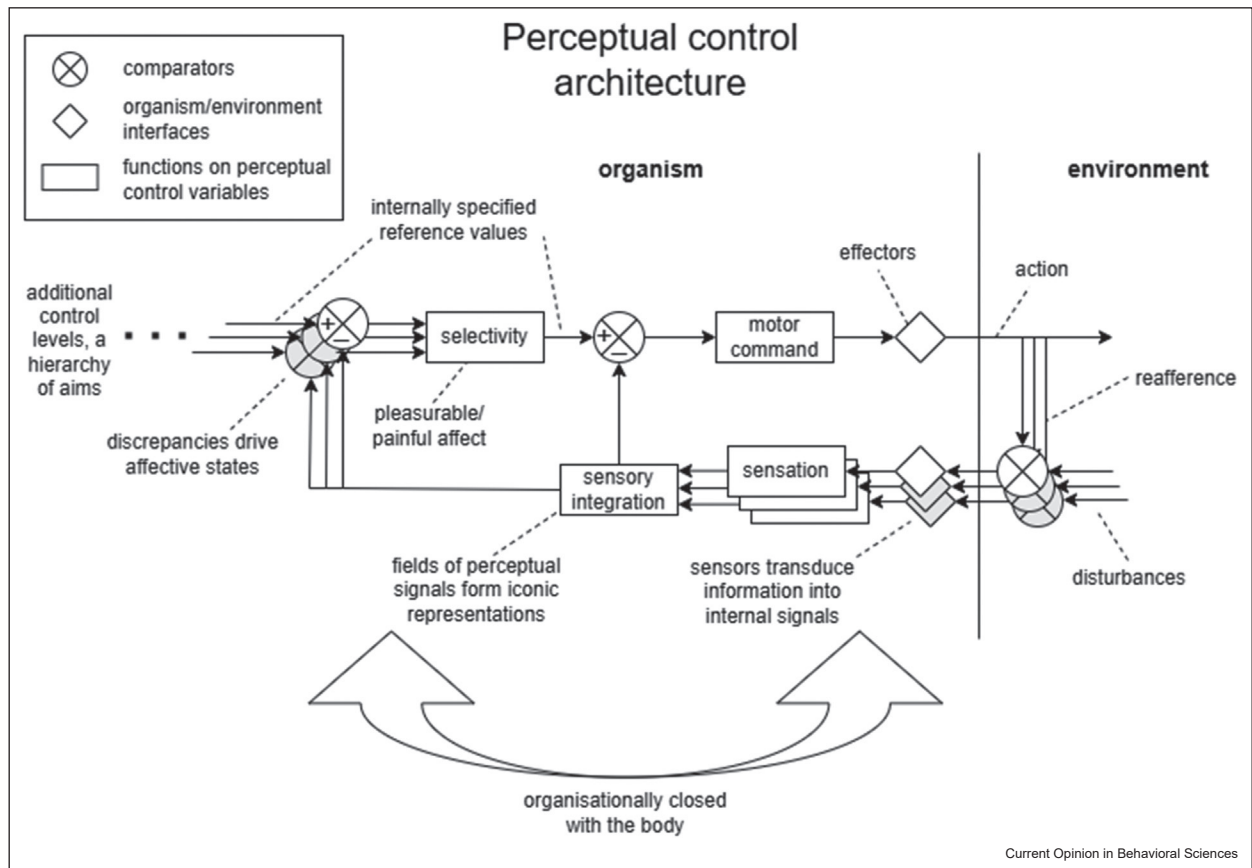 Perceptual control
architecture
comparators
organism/environment
interfaces
functions on perceptual
control variables
organism
environment
internally specified
reference values
effectors
action
additional
control
levels, a
hierarchy
of aims
...
+
−
selectivity
+
−
motor
command
reafference
discrepancies drive
affective states
pleasurable/
painful affect
sensory
integration
sensation
fields of perceptual
signals form iconic
representations
sensors transduce
information into
internal signals
disturbances
organisationally closed
with the body
Current Opinion in Behavioral Sciences